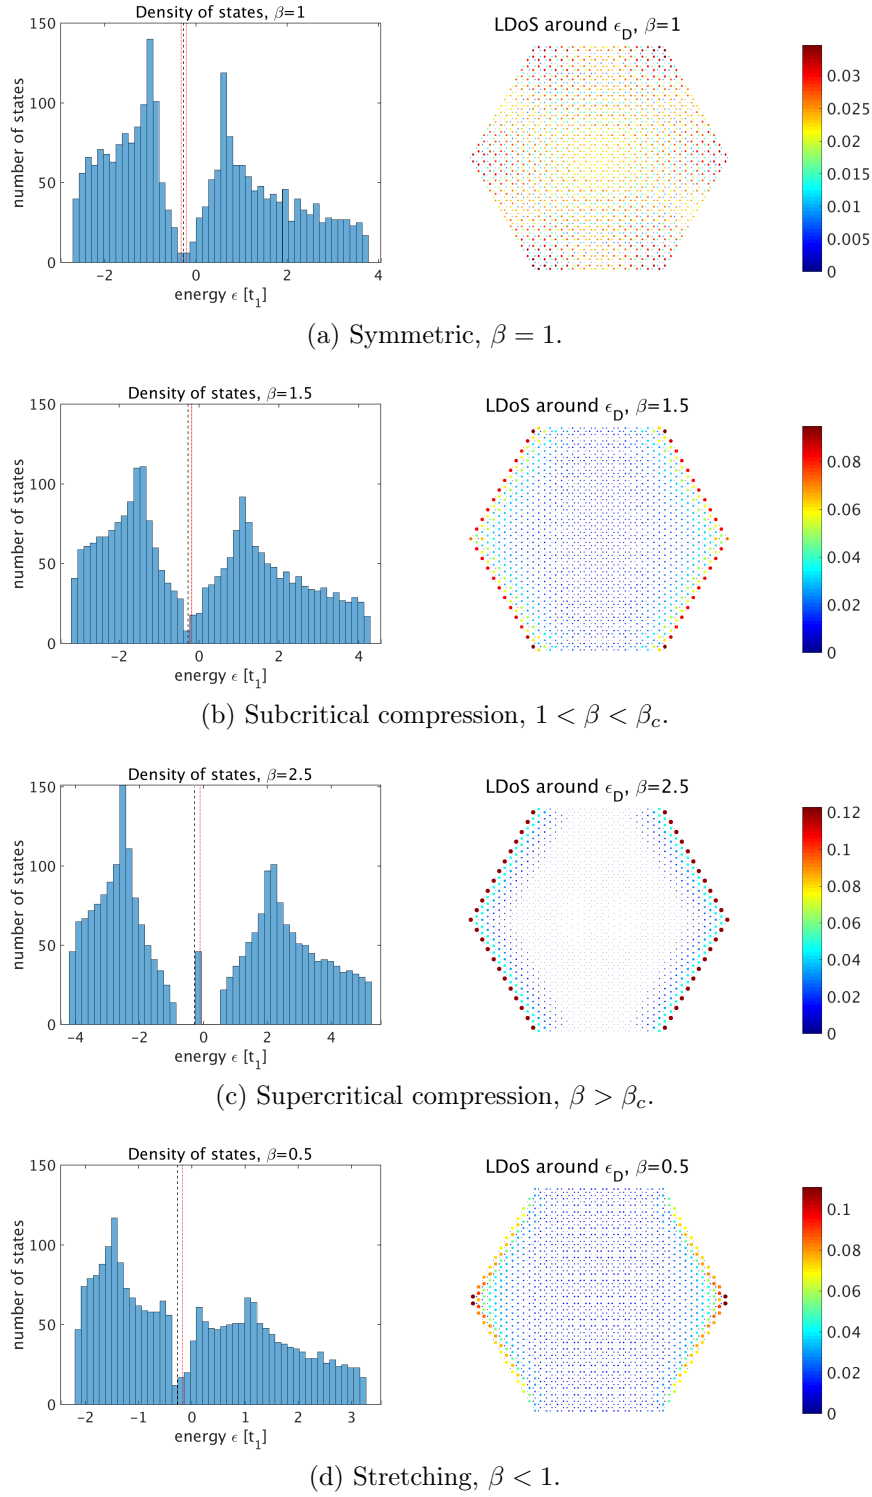 Density of states, β=1
150
100
50
0
number of states
-2 0 2 4
energy ϵ [t₁]
LDoS around ϵ_D, β=1
0.03
0.025
0.02
0.015
0.01
0.005
0
(a) Symmetric, β = 1.
Density of states, β=1.5
150
100
50
0
number of states
-2 0 2 4
energy ϵ [t₁]
LDoS around ϵ_D, β=1.5
0.08
0.06
0.04
0.02
0
(b) Subcritical compression, 1 < β < β_c.
Density of states, β=2.5
150
100
50
0
number of states
-4 -2 0 2 4
energy ϵ [t₁]
LDoS around ϵ_D, β=2.5
0.12
0.1
0.08
0.06
0.04
0.02
0
(c) Supercritical compression, β > β_c.
Density of states, β=0.5
150
100
50
0
number of states
-2 -1 0 1 2 3
energy ϵ [t₁]
LDoS around ϵ_D, β=0.5
0.1
0.08
0.06
0.04
0.02
0
(d) Stretching, β < 1.